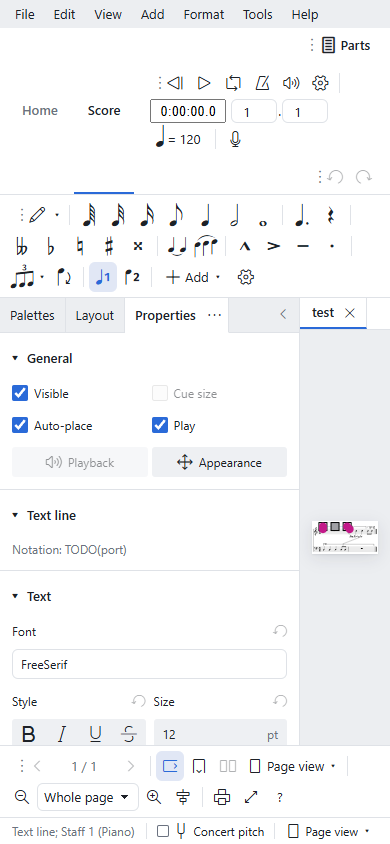 File Edit View Add Format Tools Help
Parts
Home Score 0:00:00.0 1 . 1
= 120
3 1 2 Add
Palettes Layout Properties ··· test
General
Visible Cue size
Auto-place Play
Playback Appearance
Text line
Notation: TODO(port)
Text
Font
FreeSerif
Style Size
B I U S 12 pt
1 / 1 Page view
Whole page ?
Text line; Staff 1 (Piano) Concert pitch Page view